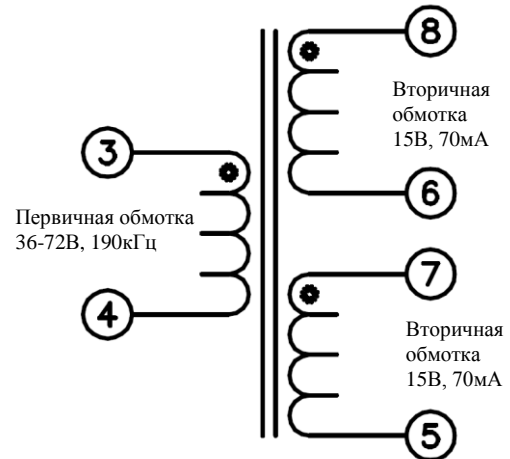 8
Вторичная
обмотка
15В, 70мА
6
3
Первичная обмотка
36-72В, 190кГц
4
7
Вторичная
обмотка
15В, 70мА
5